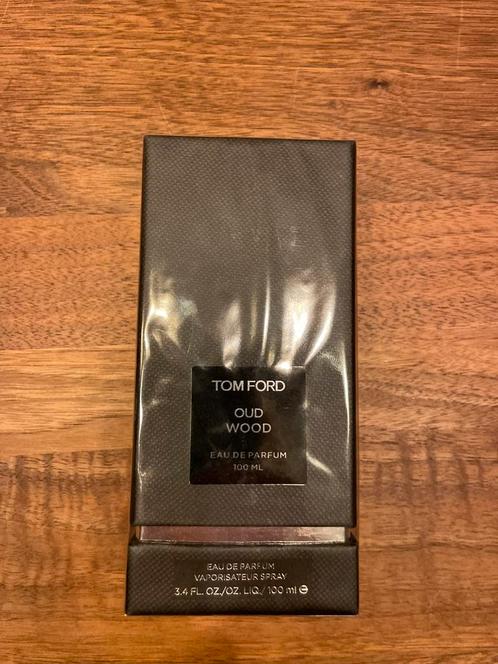 TOM FORD
OUD
WOOD
EAU DE PARFUM
100 ML
EAU DE PARFUM
VAPORISATEUR SPRAY
3.4 FL. OZ./OZ. LIQ./ 100 ml ℮